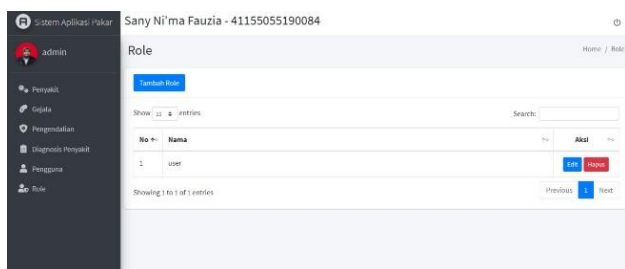 R Sistem Aplikasi Pakar
Sany Ni'ma Fauzia - 41155055190084
admin
Role
Home / Role
Penyakit
Gejala
Pengendalian
Diagnosis Penyakit
Pengguna
Role
Tambah Role
Show 10 entries
Search:
No Nama Aksi
1 user Edit Hapus
Showing 1 to 1 of 1 entries
Previous 1 Next